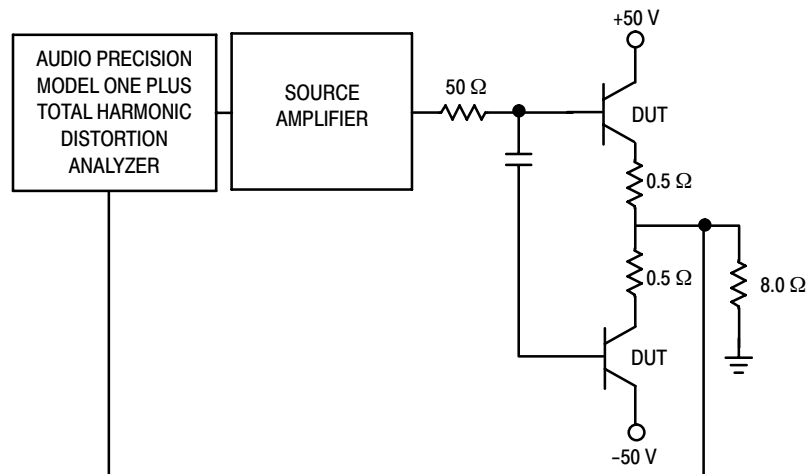 AUDIO PRECISION
MODEL ONE PLUS
TOTAL HARMONIC
DISTORTION
ANALYZER
SOURCE
AMPLIFIER
50 Ω
+50 V
DUT
0.5 Ω
0.5 Ω
8.0 Ω
DUT
–50 V